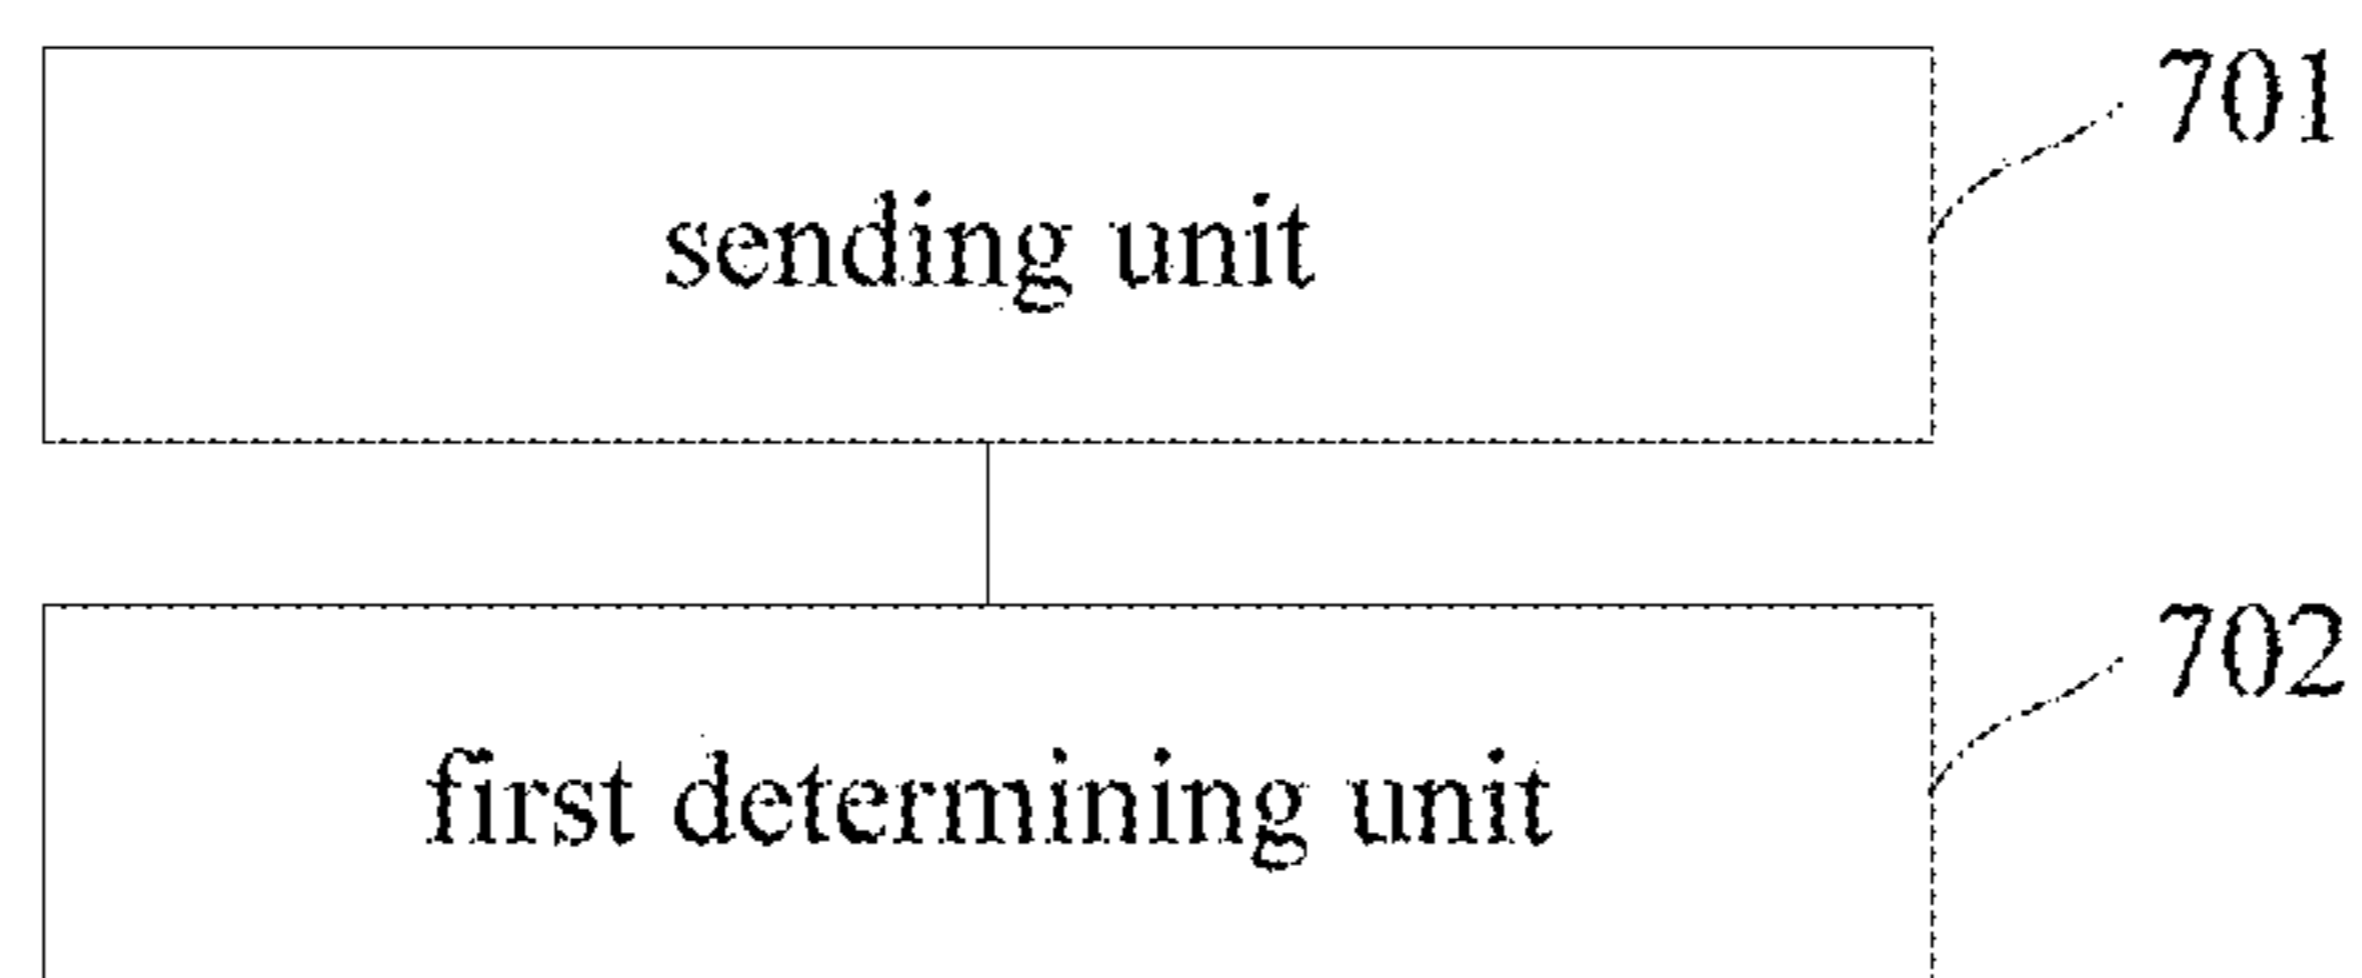 701
sending unit
702
first determining unit